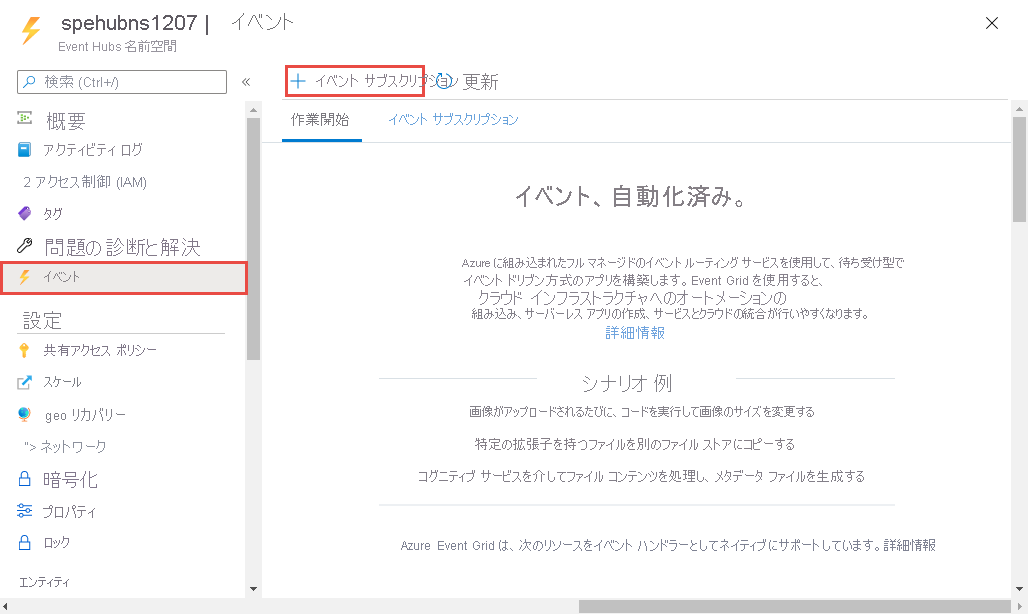 spehubns1207 | イベント
Event Hubs 名前空間
検索 (Ctrl+/)
«
概要
アクティビティ ログ
2 アクセス制御 (IAM)
タグ
問題の診断と解決
イベント
設定
共有アクセス ポリシー
スケール
geo リカバリー
"> ネットワーク
暗号化
プロパティ
ロック
エンティティ
+ イベント サブスクリプション 更新
作業開始 イベント サブスクリプション
イベント、自動化済み。
Azure に組み込まれたフル マネージドのイベント ルーティング サービスを使用して、待ち受け型で
イベント ドリブン方式のアプリを構築します。Event Grid を使用すると、
クラウド インフラストラクチャへのオートメーションの
組み込み、サーバーレス アプリの作成、サービスとクラウドの統合が行いやすくなります。
詳細情報
シナリオ 例
画像がアップロードされるたびに、コードを実行して画像のサイズを変更する
特定の拡張子を持つファイルを別のファイル ストアにコピーする
コグニティブ サービスを介してファイル コンテンツを処理し、メタデータ ファイルを生成する
Azure Event Grid は、次のリソースをイベント ハンドラーとしてネイティブにサポートしています。詳細情報